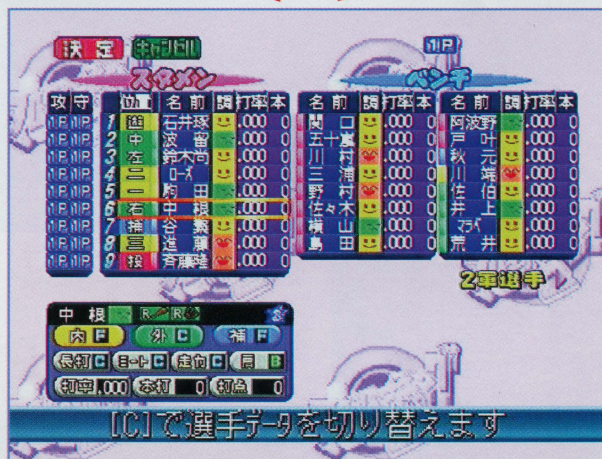 決定 キャンセル 1P
スタメン ベンチ
攻 守 位置 名前 調 打率 本 名前 調 打率 本 名前 調 打率 本
1P 1P 1 遊 石井琢 .000 0 関口 .000 0 阿波野 .000 0
1P 1P 2 中 波留 .000 0 五十嵐 .000 0 戸叶 .000 0
1P 1P 3 左 鈴木尚 .000 0 川村 .000 0 秋元 .000 0
1P 1P 4 二 ローズ .000 0 三浦 .000 0 川端 .000 0
1P 1P 5 一 駒田 .000 0 野村 .000 0 佐伯 .000 0
1P 1P 6 右 中根 .000 0 佐々木 .000 0 井上 .000 0
1P 1P 7 捕 谷繁 .000 0 横山 .000 0 マラベ .000 0
1P 1P 8 三 進藤 .000 0 島田 .000 0 荒井 .000 0
1P 1P 9 投 斉藤隆 .000 0
2軍選手
中根 R R
内 F 外 C 補 F
長打 C ミート C 走力 C 肩 B
打率 .000 本打 0 打点 0
[C]で選手データを切り替えます